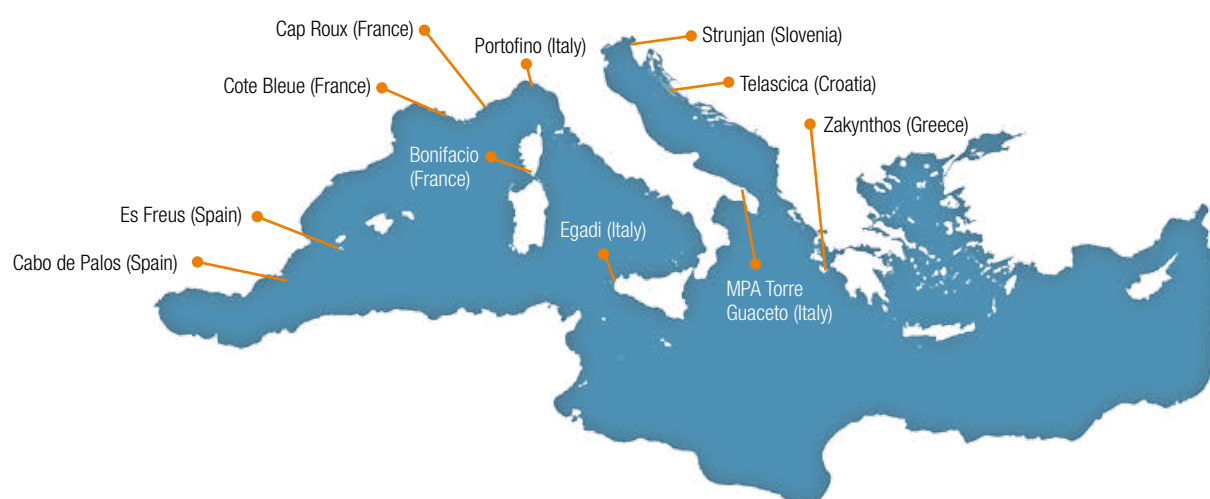 Cap Roux (France)
Portofino (Italy)
Strunjan (Slovenia)
Cote Bleue (France)
Telascica (Croatia)
Zakynthos (Greece)
Bonifacio
(France)
Es Freus (Spain)
Egadi (Italy)
Cabo de Palos (Spain)
MPA Torre
Guaceto (Italy)